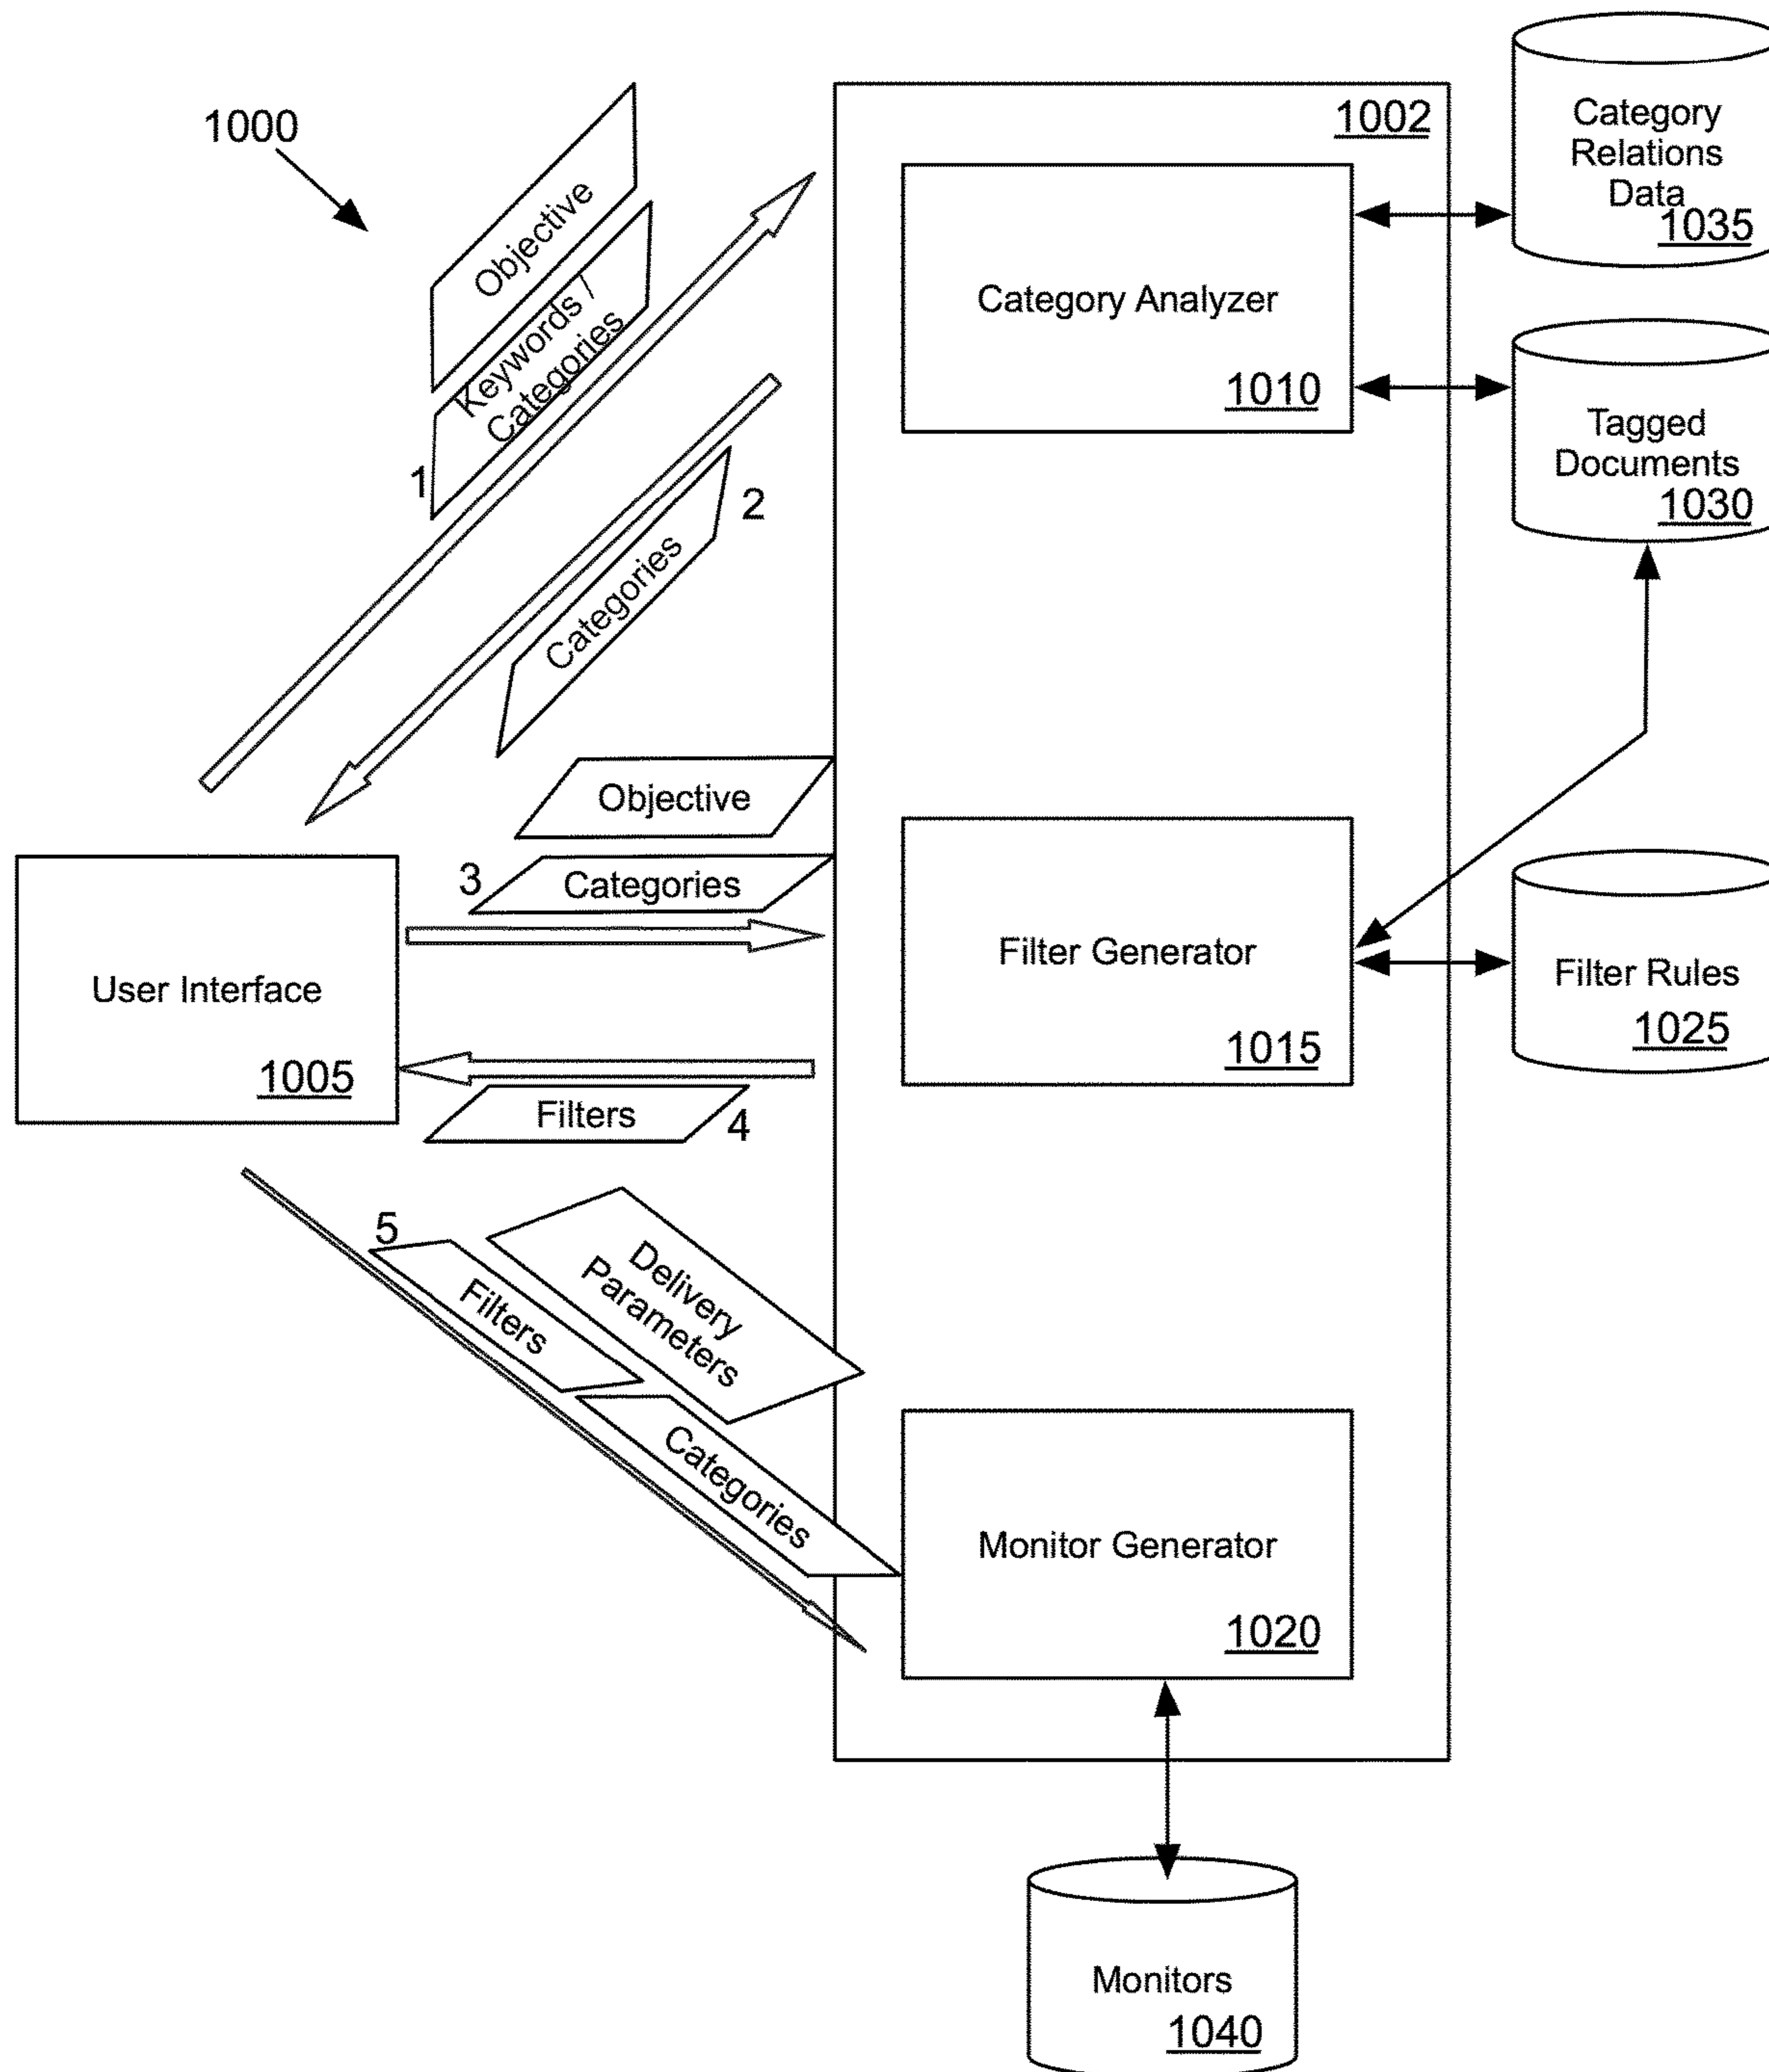 1000
Objective
Keywords /
Categories
1
Categories
2
1002
Category Analyzer
1010
Category
Relations
Data
1035
Tagged
Documents
1030
Objective
3
Categories
User Interface
1005
Filters
4
Filter Generator
1015
Filter Rules
1025
5
Filters
Delivery
Parameters
Categories
Monitor Generator
1020
Monitors
1040